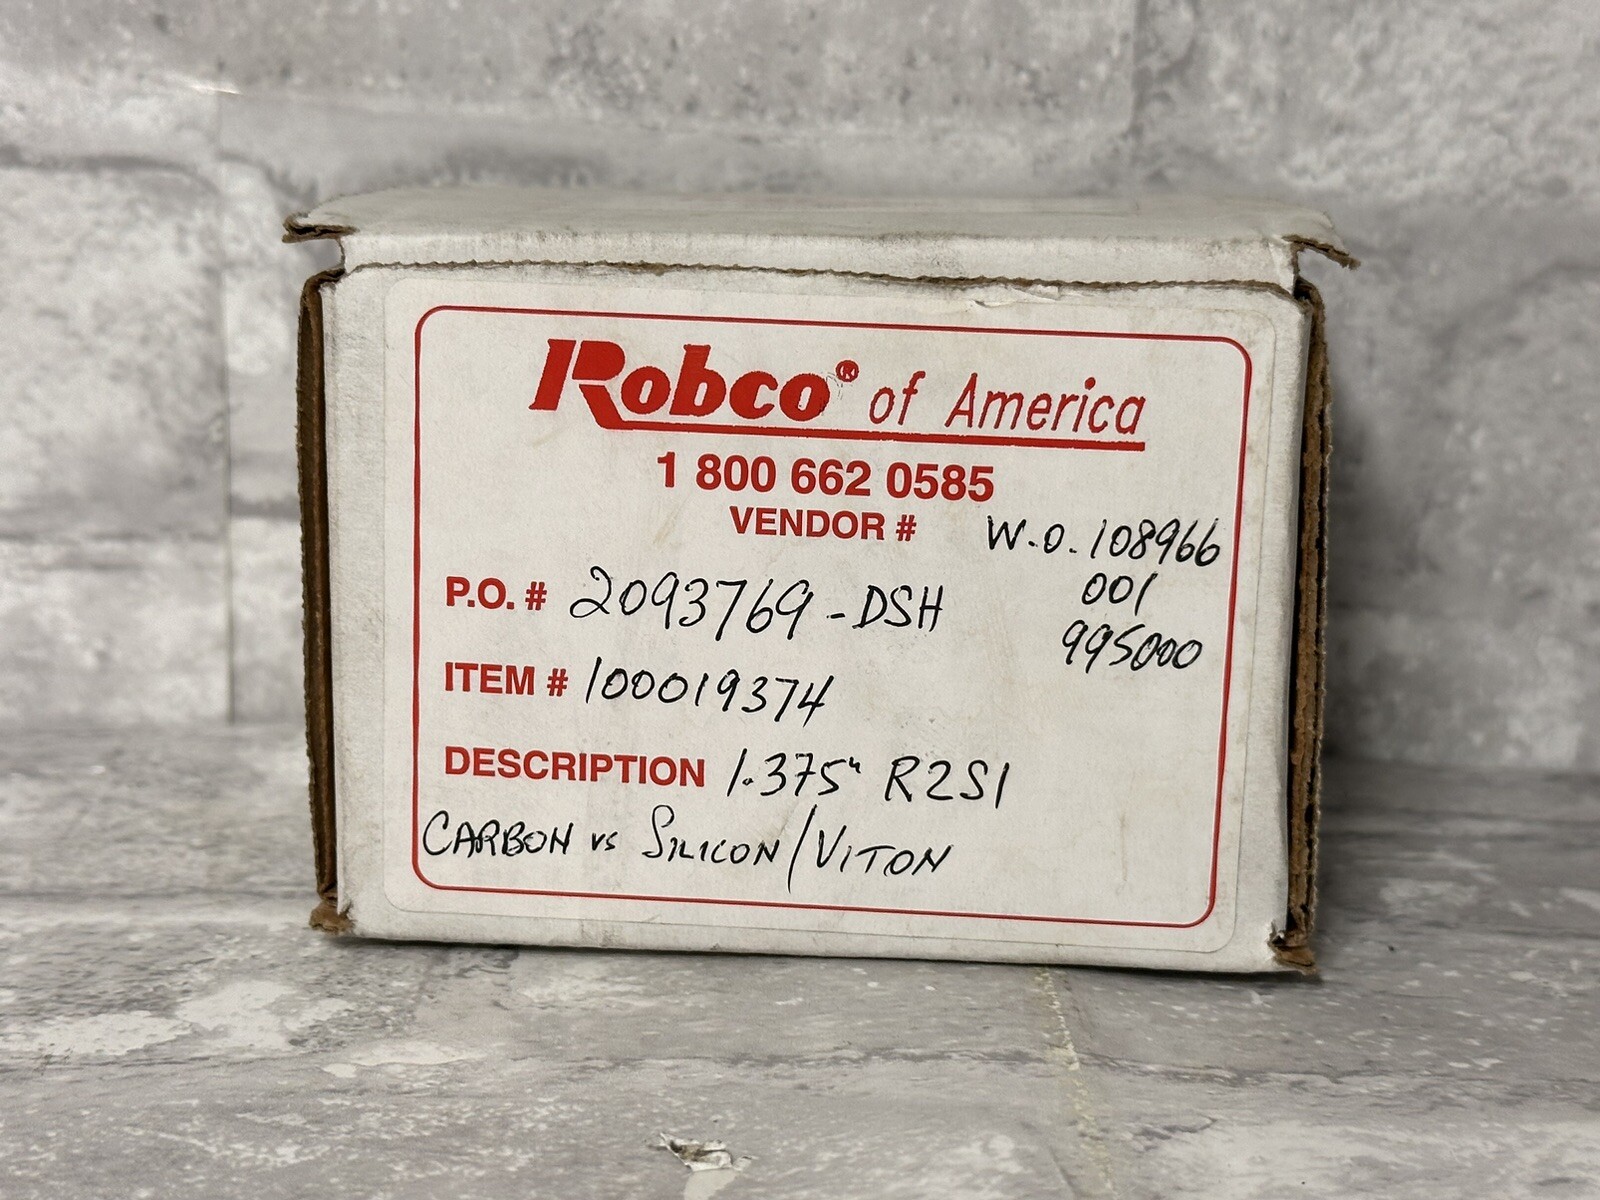 Robco® of America
1 800 662 0585
VENDOR # W.O. 108966
001
P.O. # 2093769-DSH
995000
ITEM # 100019374
DESCRIPTION 1.375" R2S1
CARBON vs SILICON/VITON